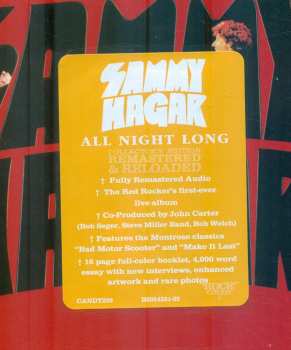 SAMMY
SAMMY
HAGAR
ALL NIGHT LONG
COLLECTOR'S EDITION
REMASTERED
& RELOADED
† Fully Remastered Audio
† The Red Rocker's first-ever
live album
† Co-Produced by John Carter
(Bob Seger, Steve Miller Band, Bob Welch)
† Features the Montrose classics
"Bad Motor Scooter" and "Make It Last"
† 16 page full-color booklet, 4,000 word
essay with new interviews, enhanced
artwork and rare photos
ROCK
CANDY